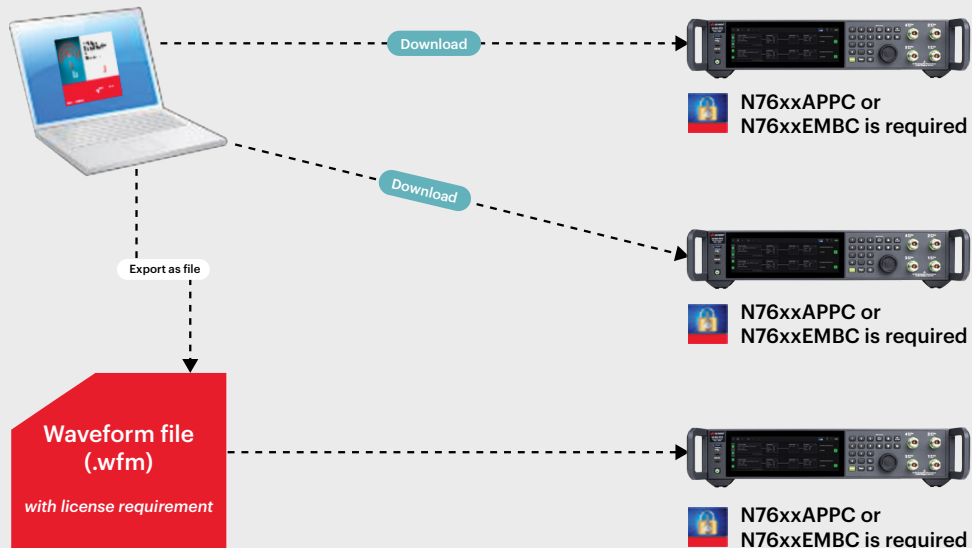 Download
N76xxAPPC or
N76xxEMBC is required
Download
N76xxAPPC or
N76xxEMBC is required
Export as file
Waveform file
(.wfm)
with license requirement
N76xxAPPC or
N76xxEMBC is required